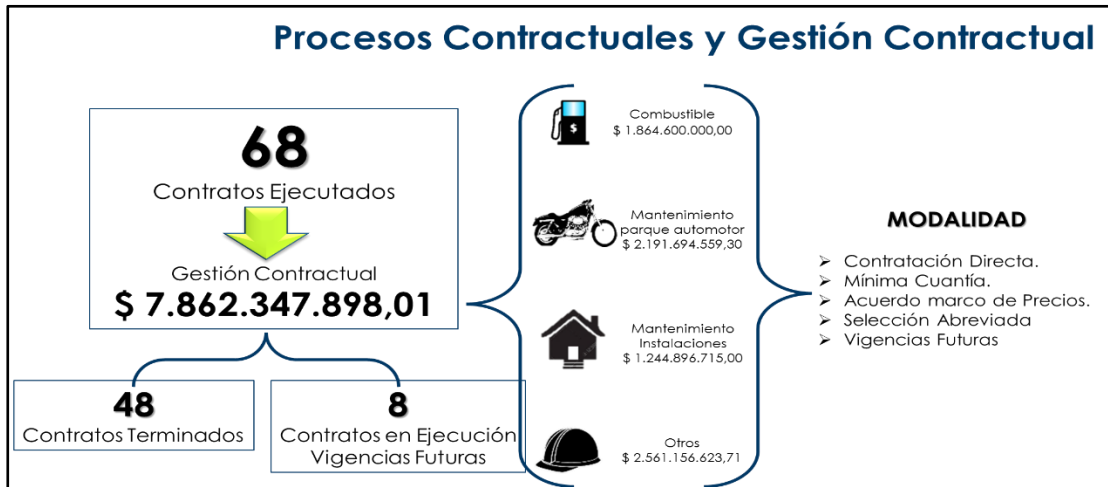 Procesos Contractuales y Gestión Contractual
68
Contratos Ejecutados
Gestión Contractual
$ 7.862.347.898,01
48
Contratos Terminados
8
Contratos en Ejecución
Vigencias Futuras
$
Combustible
$ 1.864.600.000,00
Mantenimiento
parque automotor
$ 2.191.694.559,30
Mantenimiento
Instalaciones
$ 1.244.896.715,00
Otros
$ 2.561.156.623,71
MODALIDAD
➤ Contratación Directa.
➤ Mínima Cuantía.
➤ Acuerdo marco de Precios.
➤ Selección Abreviada
➤ Vigencias Futuras